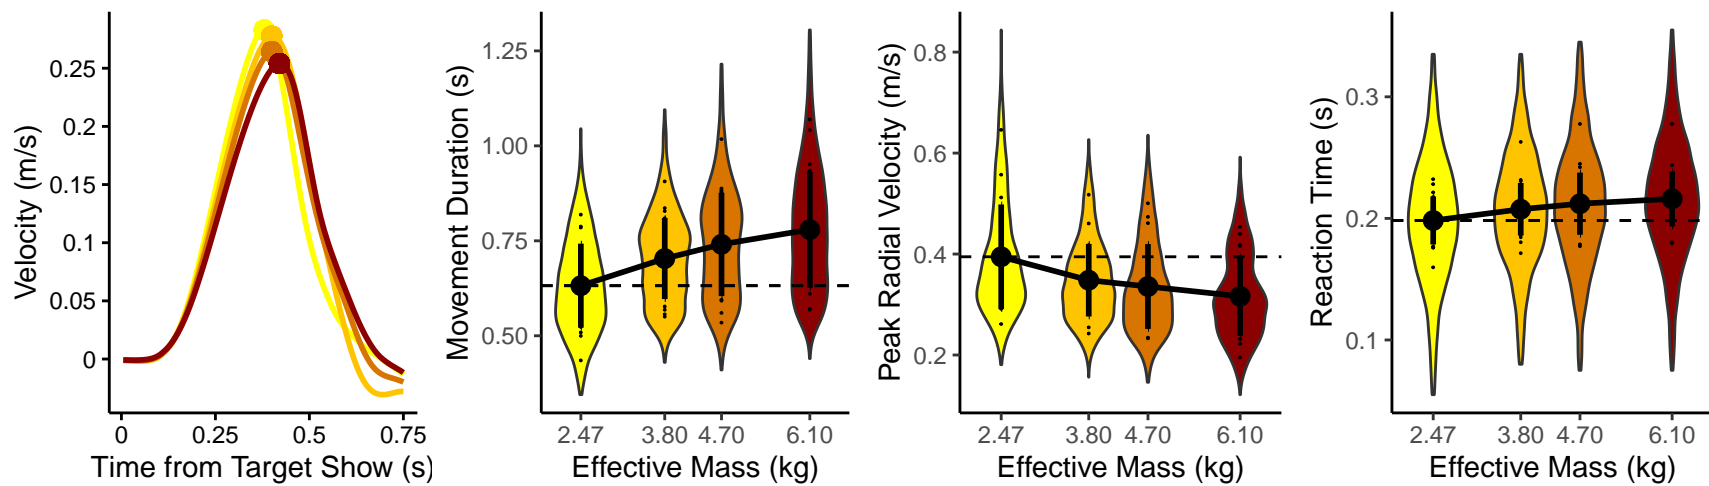 Velocity (m/s)
0.25
0.2
0.15
0.1
0.05
0
0 0.25 0.5 0.75
Time from Target Show (s)
Movement Duration (s)
1.25
1.00
0.75
0.50
2.47 3.80 4.70 6.10
Effective Mass (kg)
Peak Radial Velocity (m/s)
0.8
0.6
0.4
0.2
2.47 3.80 4.70 6.10
Effective Mass (kg)
Reaction Time (s)
0.3
0.2
0.1
2.47 3.80 4.70 6.10
Effective Mass (kg)